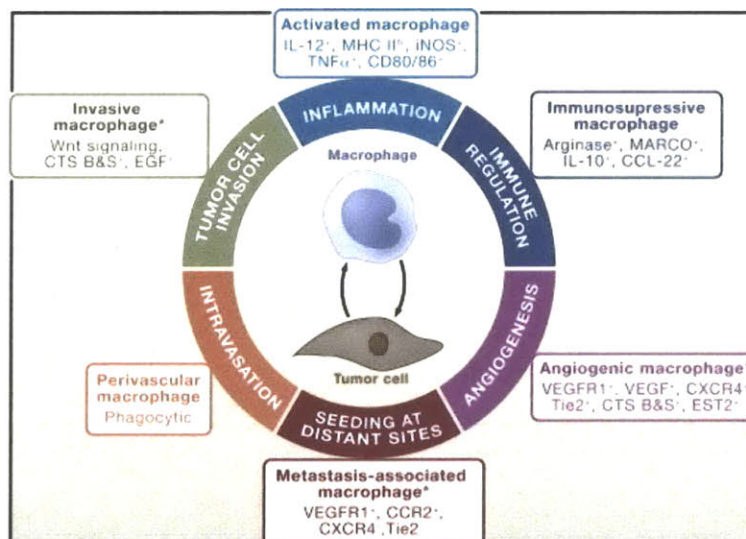 Activated macrophage
IL-12⁺, MHC IIʰⁱ, iNOS⁺,
TNFα⁺, CD80/86⁺
Invasive
macrophage*
Wnt signaling,
CTS B&S⁺, EGF⁺
INFLAMMATION
Immunosupressive
macrophage
Arginase⁺, MARCO⁺,
IL-10⁺, CCL-22⁺
TUMOR CELL
INVASION
Macrophage
IMMUNE
REGULATION
INTRAVASATION
ANGIOGENESIS
Perivascular
macrophage
Phagocytic
Tumor cell
Angiogenic macrophage*
VEGFR1⁺, VEGF⁺, CXCR4⁺
Tie2⁺, CTS B&S⁺, EST2⁺
SEEDING AT
DISTANT SITES
Metastasis-associated
macrophage*
VEGFR1⁺, CCR2⁺,
CXCR4⁻, Tie2⁻